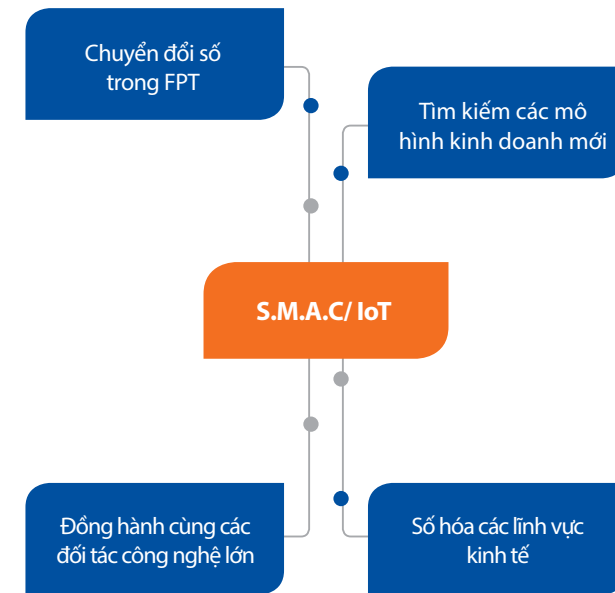 Chuyển đổi số
trong FPT
Tìm kiếm các mô
hình kinh doanh mới
S.M.A.C/ IoT
Đồng hành cùng các
đối tác công nghệ lớn
Số hóa các lĩnh vực
kinh tế